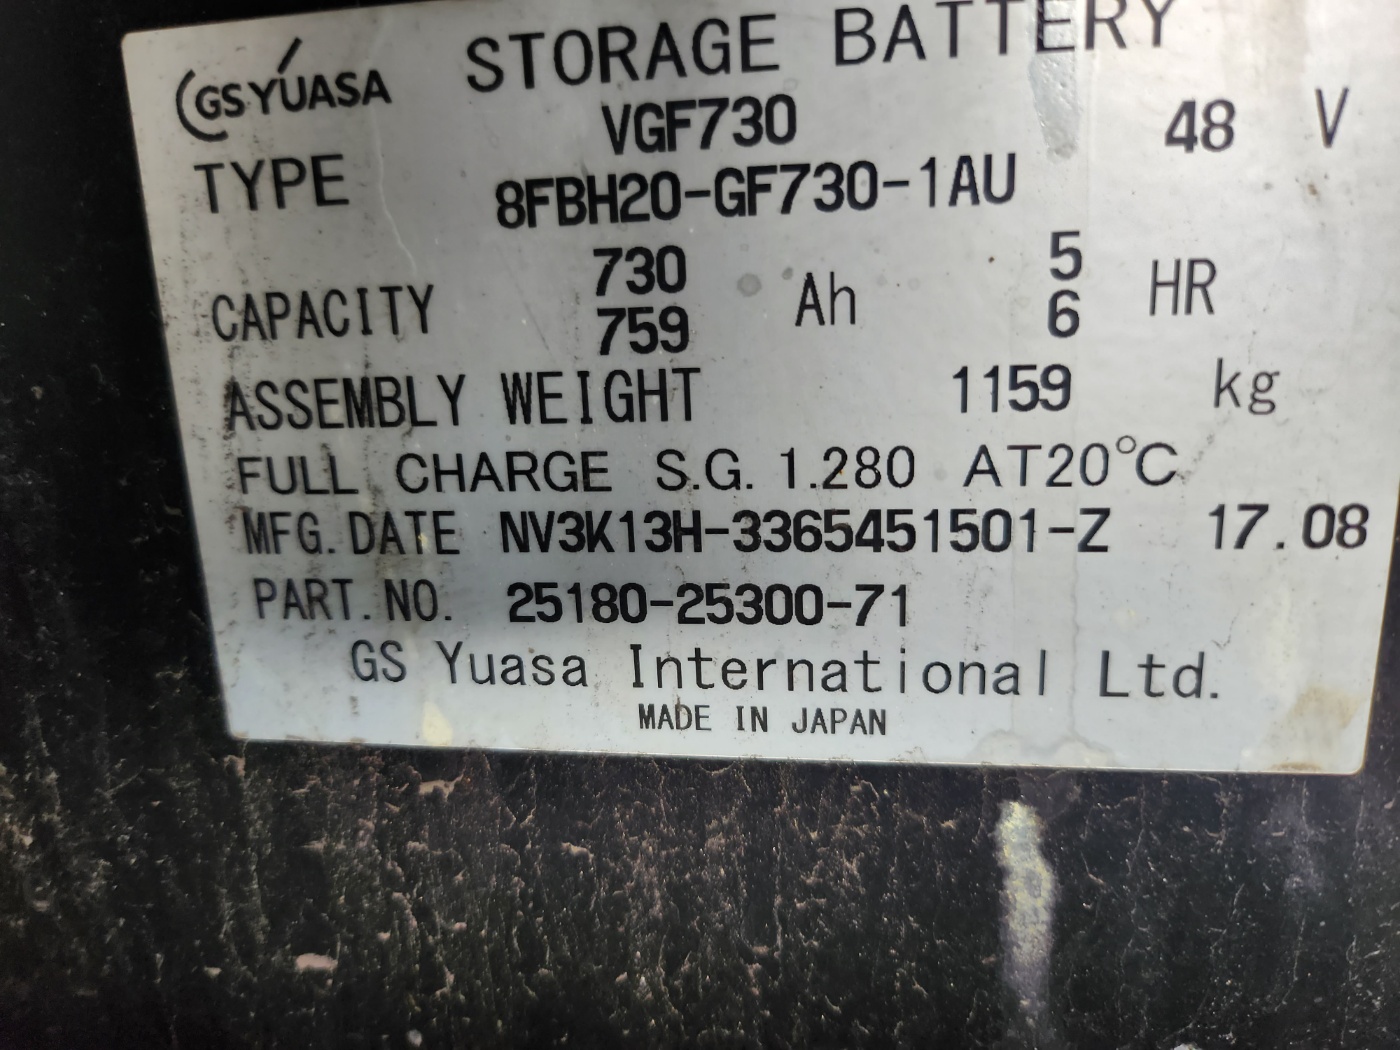 GS YUASA STORAGE BATTERY
VGF730 48 V
TYPE 8FBH20-GF730-1AU
730 5
CAPACITY Ah HR
759 6
ASSEMBLY WEIGHT 1159 kg
FULL CHARGE S.G. 1.280 AT20°C
MFG.DATE NV3K13H-3365451501-Z 17.08
PART.NO. 25180-25300-71
GS Yuasa International Ltd.
MADE IN JAPAN